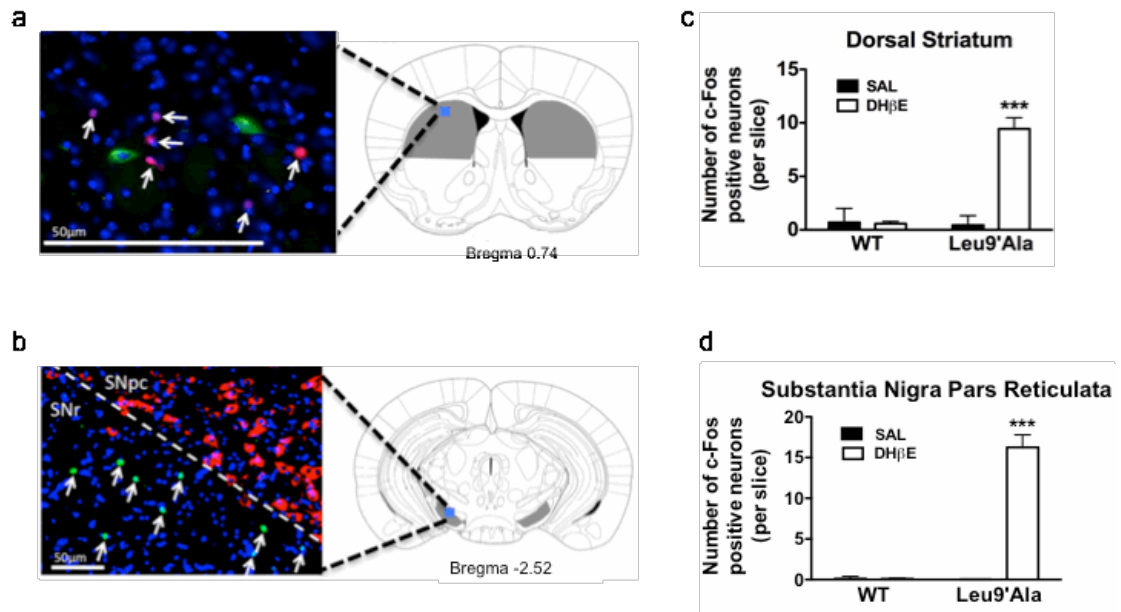 a
50μm
Bregma 0.74
b
SNpc
SNr
50μm
Bregma -2.52
c
Dorsal Striatum
Number of c-Fos
positive neurons
(per slice)
15
10
5
0
SAL
DHβE
***
WT Leu9'Ala
d
Substantia Nigra Pars Reticulata
Number of c-Fos
positive neurons
(per slice)
20
15
10
5
0
SAL
DHβE
***
WT Leu9'Ala